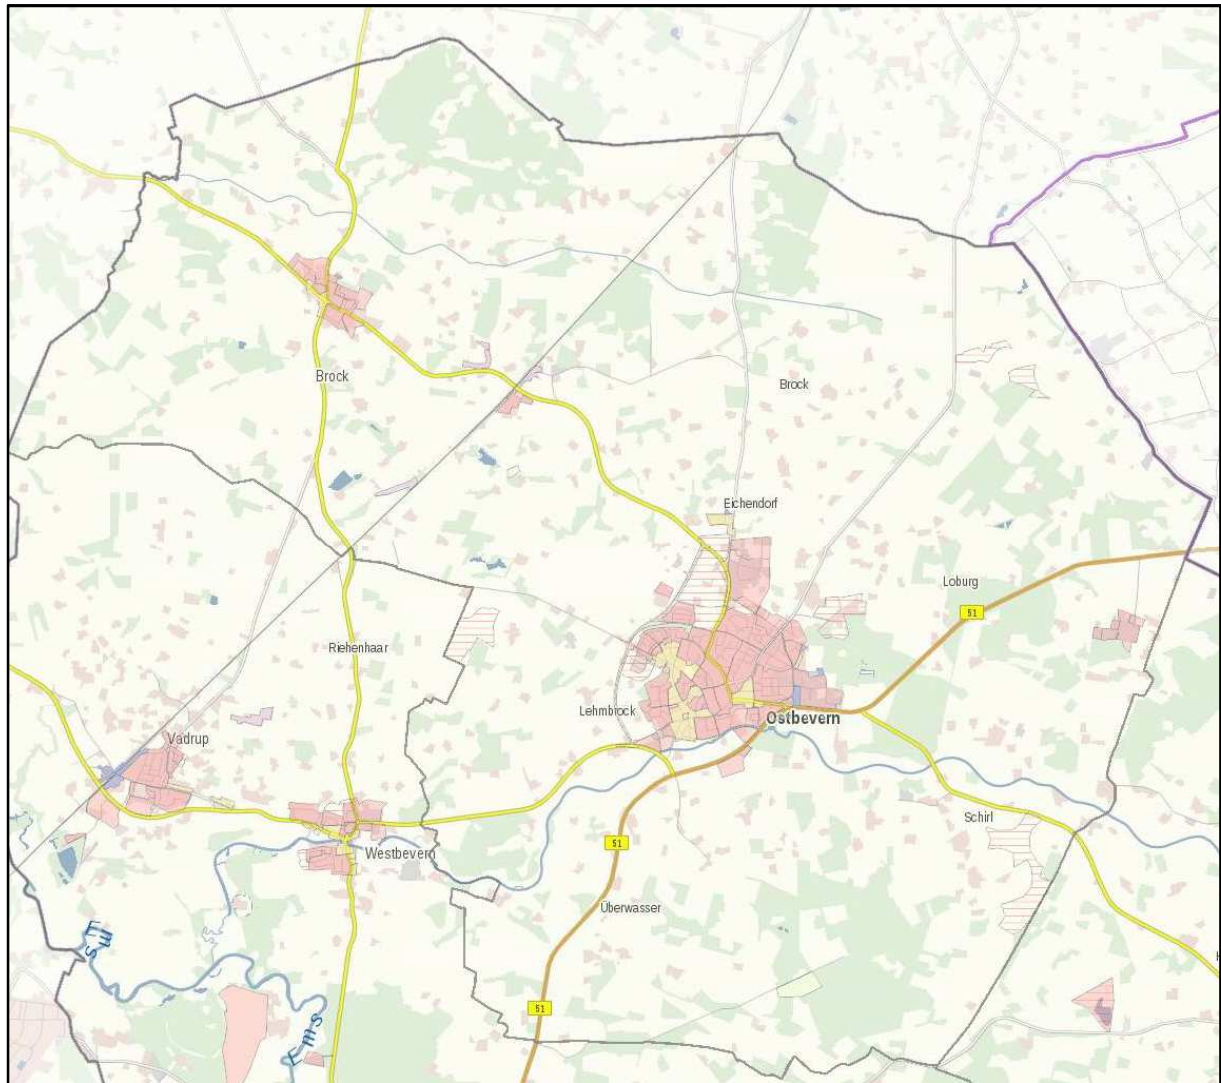 Brock
Brock
Eichendorf
Loburg
51
Riehenhaar
Lehmbrock
Ostbevern
Vadrup
Schirl
51
Westbevern
Überwasser
Ems
51
Ems